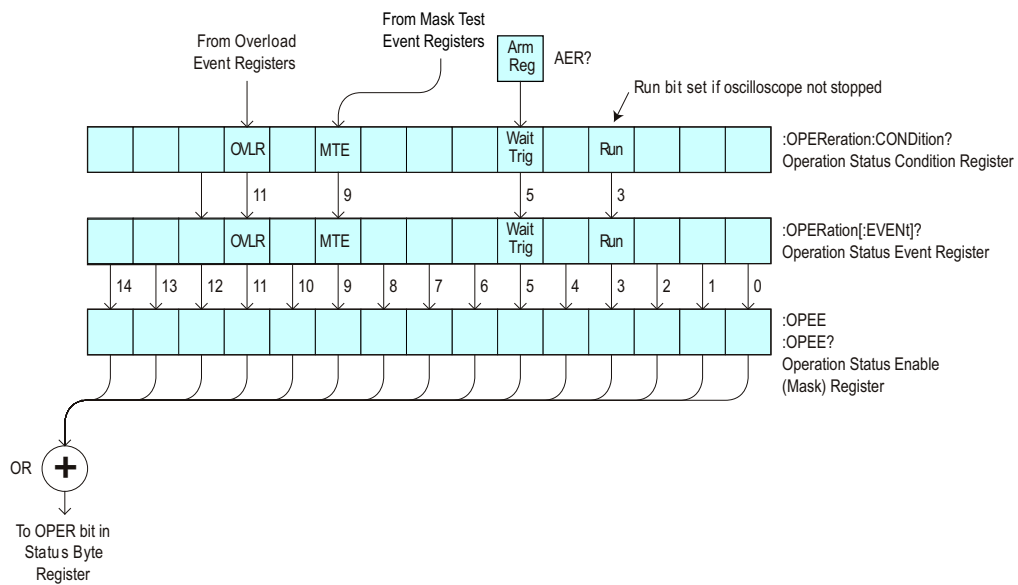 From Mask Test
Event Registers
From Overload
Event Registers
Arm
Reg
AER?
Run bit set if oscilloscope not stopped
OVLR
MTE
Wait
Trig
Run
:OPEReration:CONDition?
Operation Status Condition Register
11
9
5
3
OVLR
MTE
Wait
Trig
Run
:OPERation[:EVENt]?
Operation Status Event Register
14
13
12
11
10
9
8
7
6
5
4
3
2
1
0
:OPEE
:OPEE?
Operation Status Enable
(Mask) Register
OR
+
To OPER bit in
Status Byte
Register